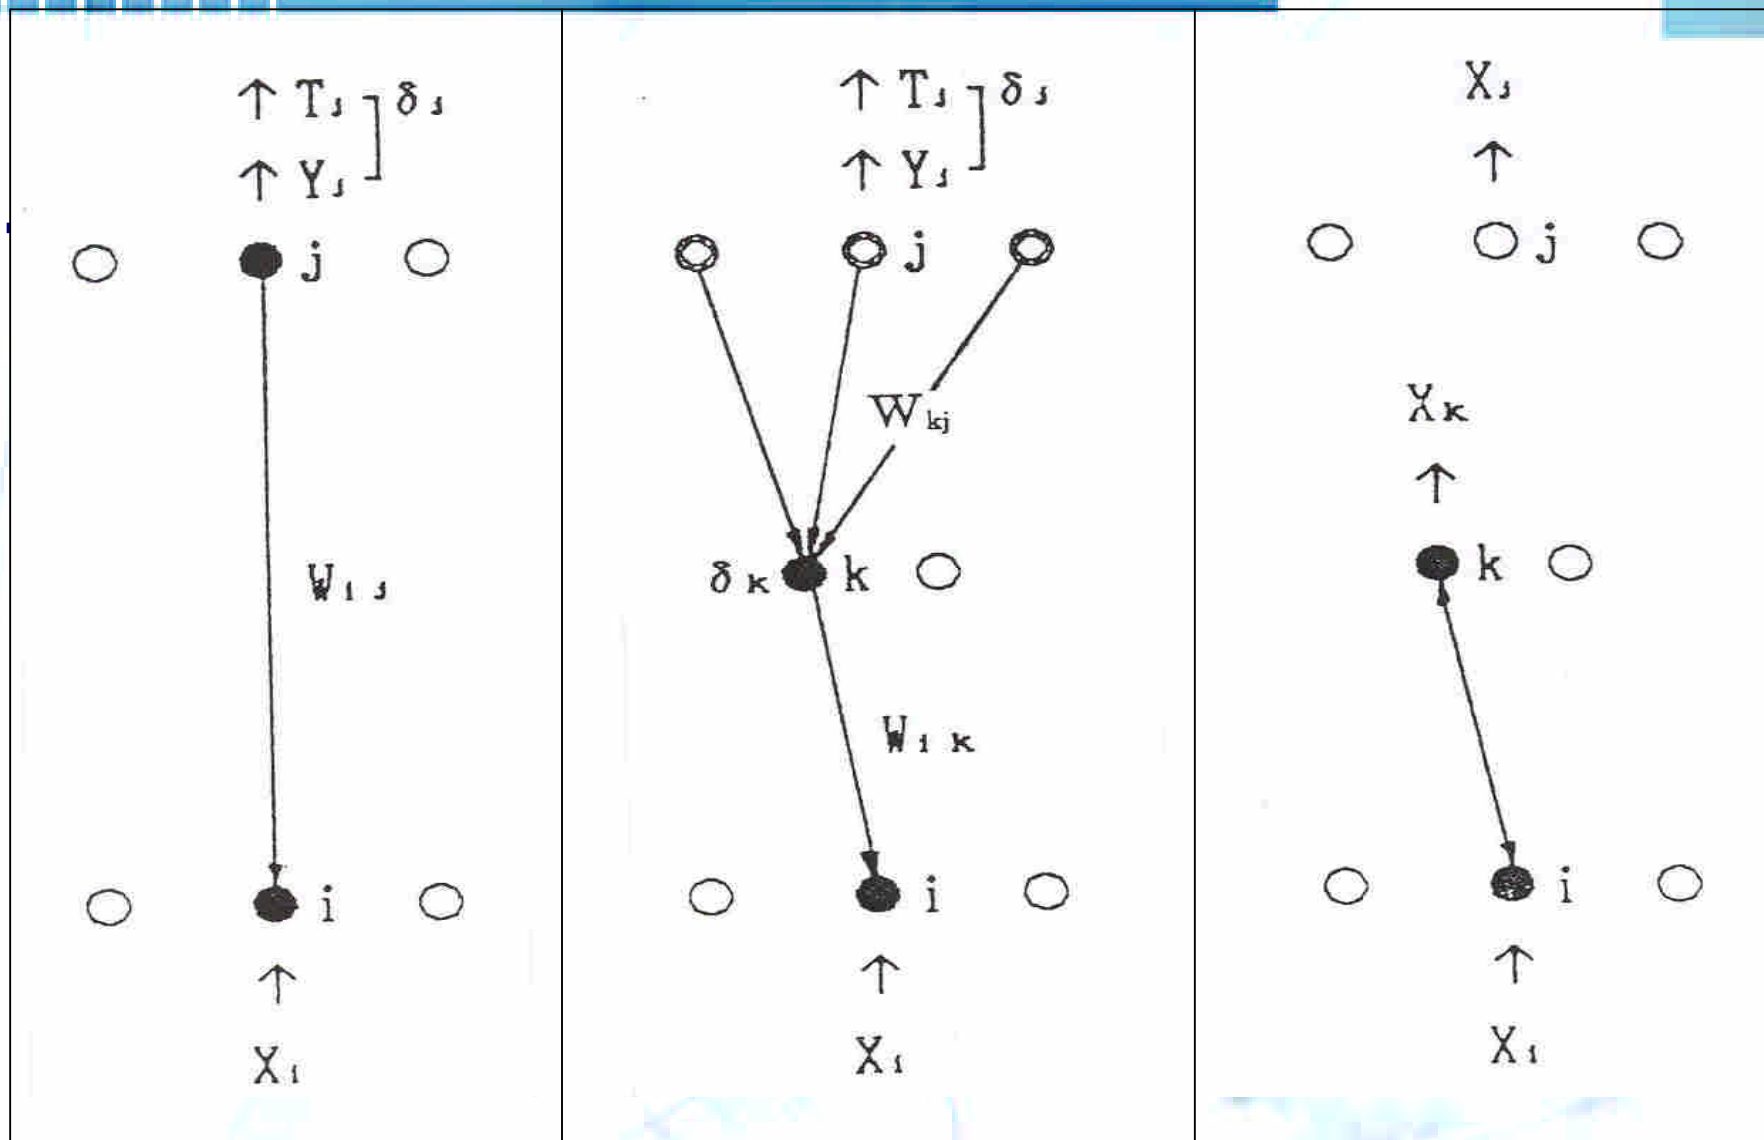 ↑ Tj δj
↑ Yj
j
Wij
i
↑
Xi
↑ Tj δj
↑ Yj
j
Wkj
δk k
Wik
i
↑
Xi
Xj
↑
j
Xk
↑
k
i
↑
Xi